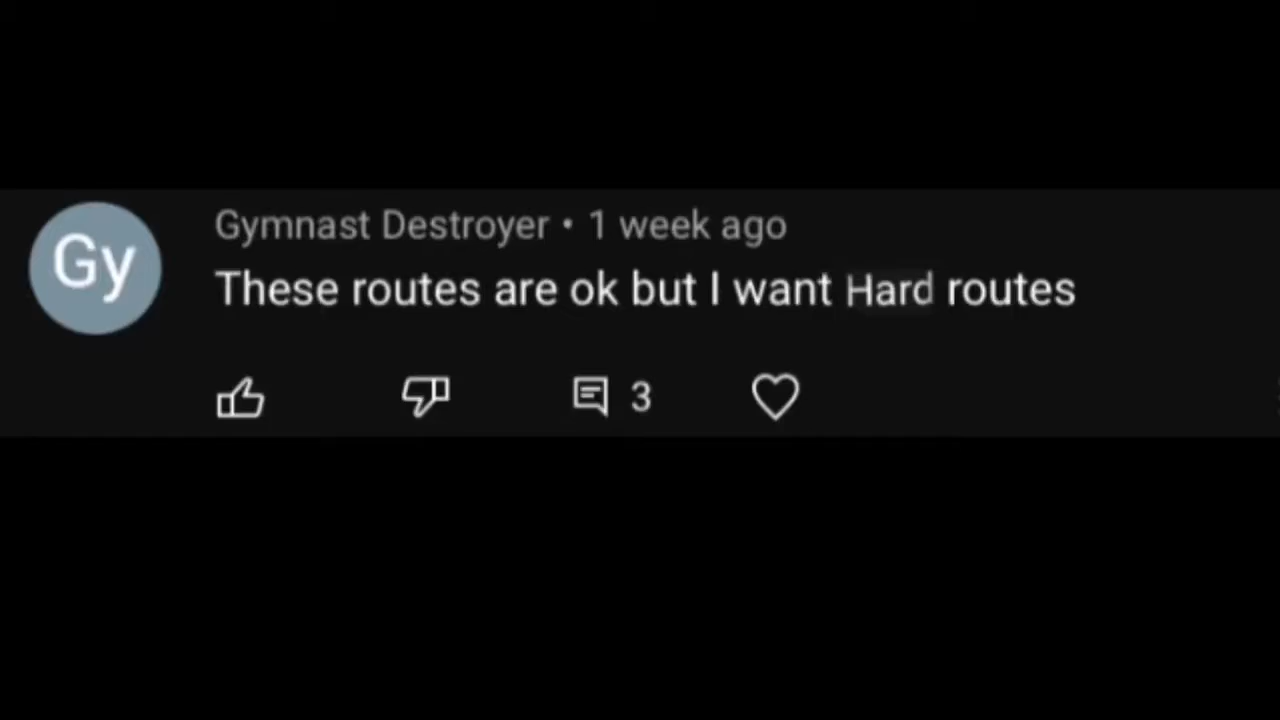 Gy
Gymnast Destroyer • 1 week ago
These routes are ok but I want Hard routes
3